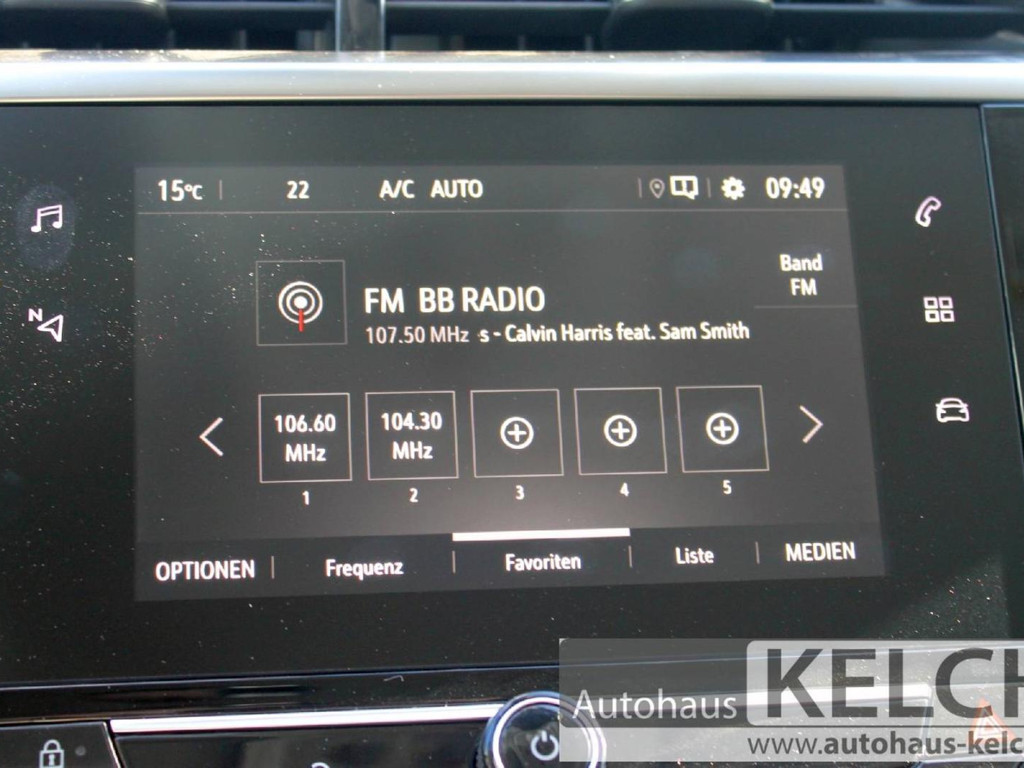 15°C 22 A/C AUTO 09:49
Band
FM
N
FM BB RADIO
107.50 MHz s - Calvin Harris feat. Sam Smith
106.60
MHz
104.30
MHz
1 2 3 4 5
OPTIONEN Frequenz Favoriten Liste MEDIEN
Autohaus KELCH
www.autohaus-kelc